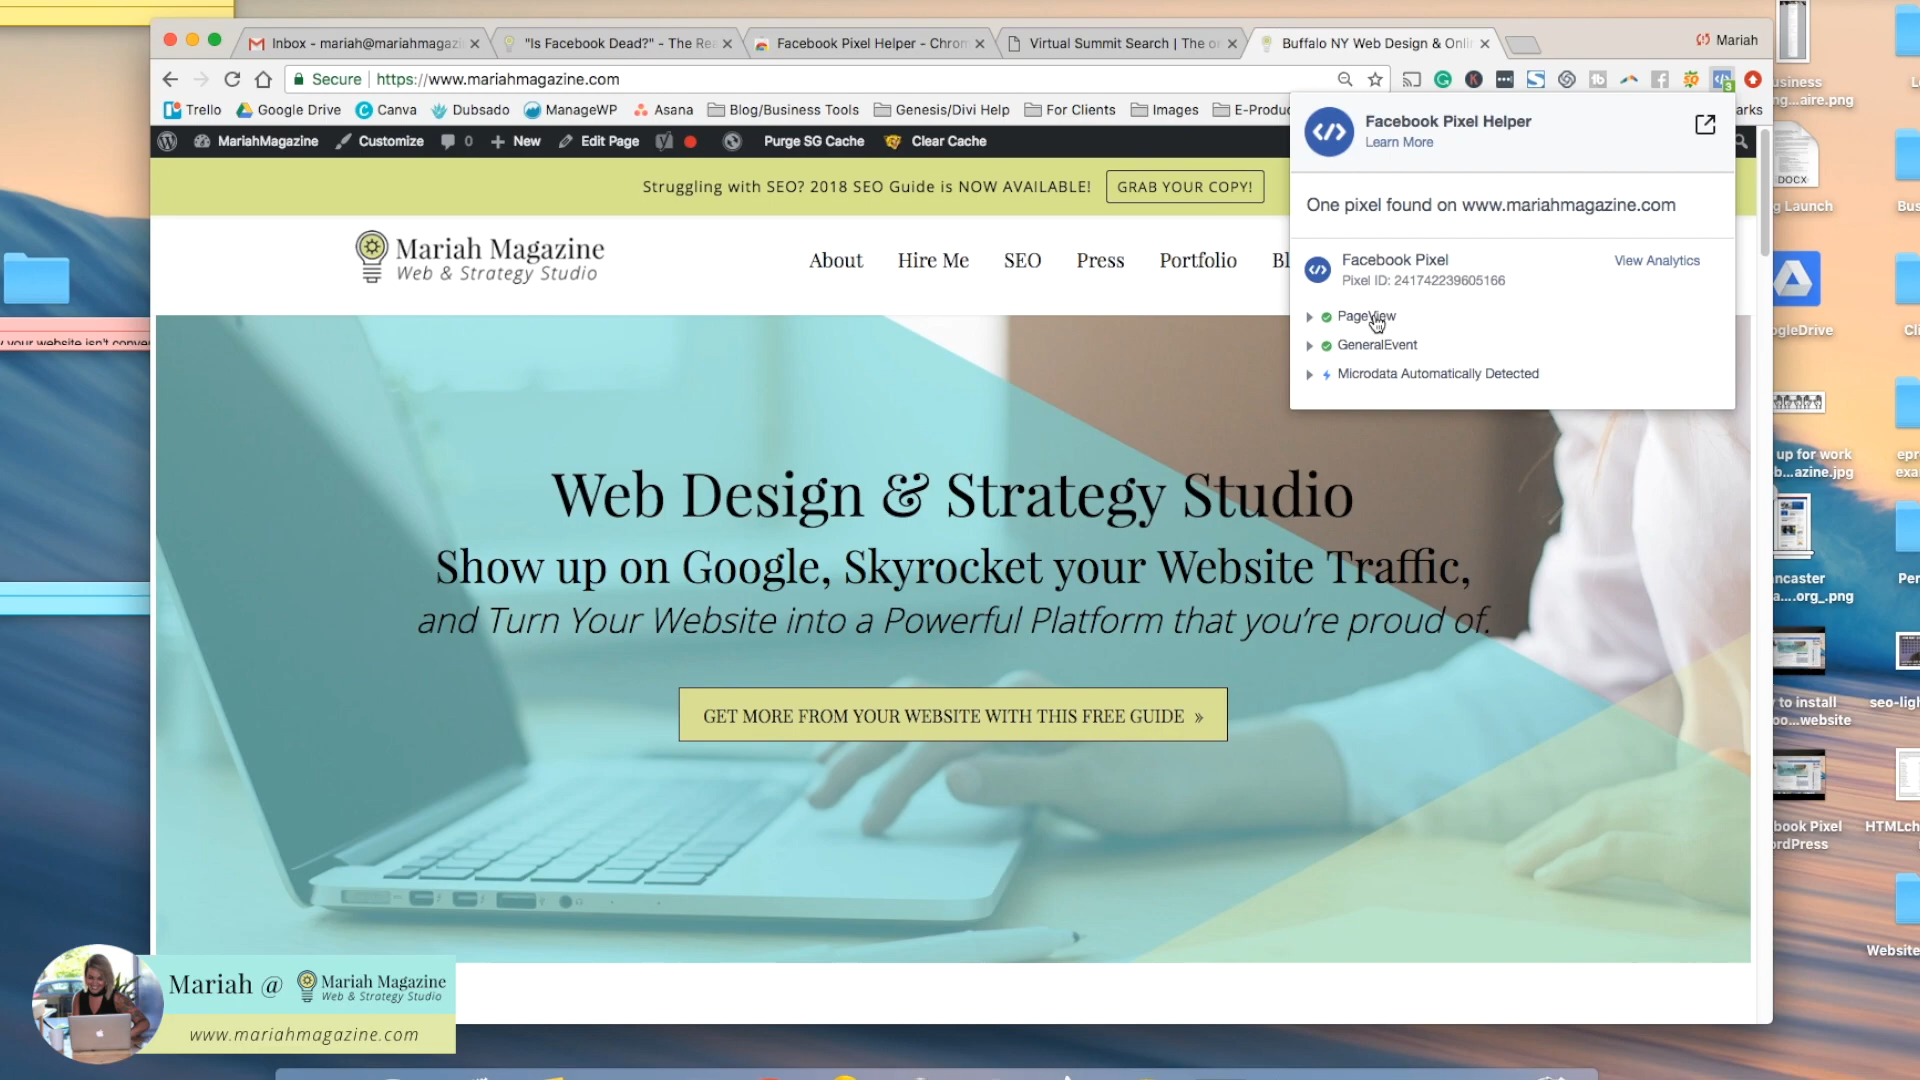 Inbox - mariah@mariahmagazi
"Is Facebook Dead?" - The Rea
Facebook Pixel Helper - Chrom
Virtual Summit Search | The o
Buffalo NY Web Design & Onli
Mariah
Secure
https://www.mariahmagazine.com
3
Trello
Google Drive
Canva
Dubsado
ManageWP
Asana
Blog/Business Tools
Genesis/Divi Help
For Clients
Images
E-Produ
arks
MariahMagazine
Customize
0
New
Edit Page
Purge SG Cache
Clear Cache
Struggling with SEO? 2018 SEO Guide is NOW AVAILABLE!
GRAB YOUR COPY!
Mariah Magazine
Web & Strategy Studio
About
Hire Me
SEO
Press
Portfolio
Bl
Facebook Pixel Helper
Learn More
One pixel found on www.mariahmagazine.com
Facebook Pixel
View Analytics
Pixel ID: 241742239605166
PageView
GeneralEvent
Microdata Automatically Detected
Web Design & Strategy Studio
Show up on Google, Skyrocket your Website Traffic,
and Turn Your Website into a Powerful Platform that you're proud of.
GET MORE FROM YOUR WEBSITE WITH THIS FREE GUIDE »
y your website isn't conver
usiness
ng...aire.png
DOCX
g Launch
Bus
ogleDrive
Cli
up for work
b...azine.jpg
epr
exa
ncaster
a....org_.png
Per
to install
oo...website
seo-ligh
book Pixel
ordPress
HTMLch
Website
Mariah @
Mariah Magazine
Web & Strategy Studio
www.mariahmagazine.com